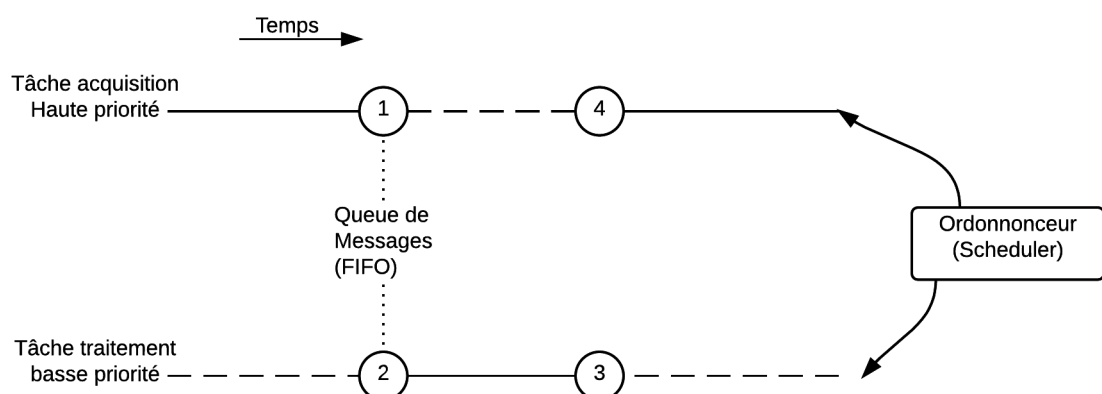 Temps
Tâche acquisition
Haute priorité
1
4
Queue de
Messages
(FIFO)
Ordonnonceur
(Scheduler)
Tâche traitement
basse priorité
2
3